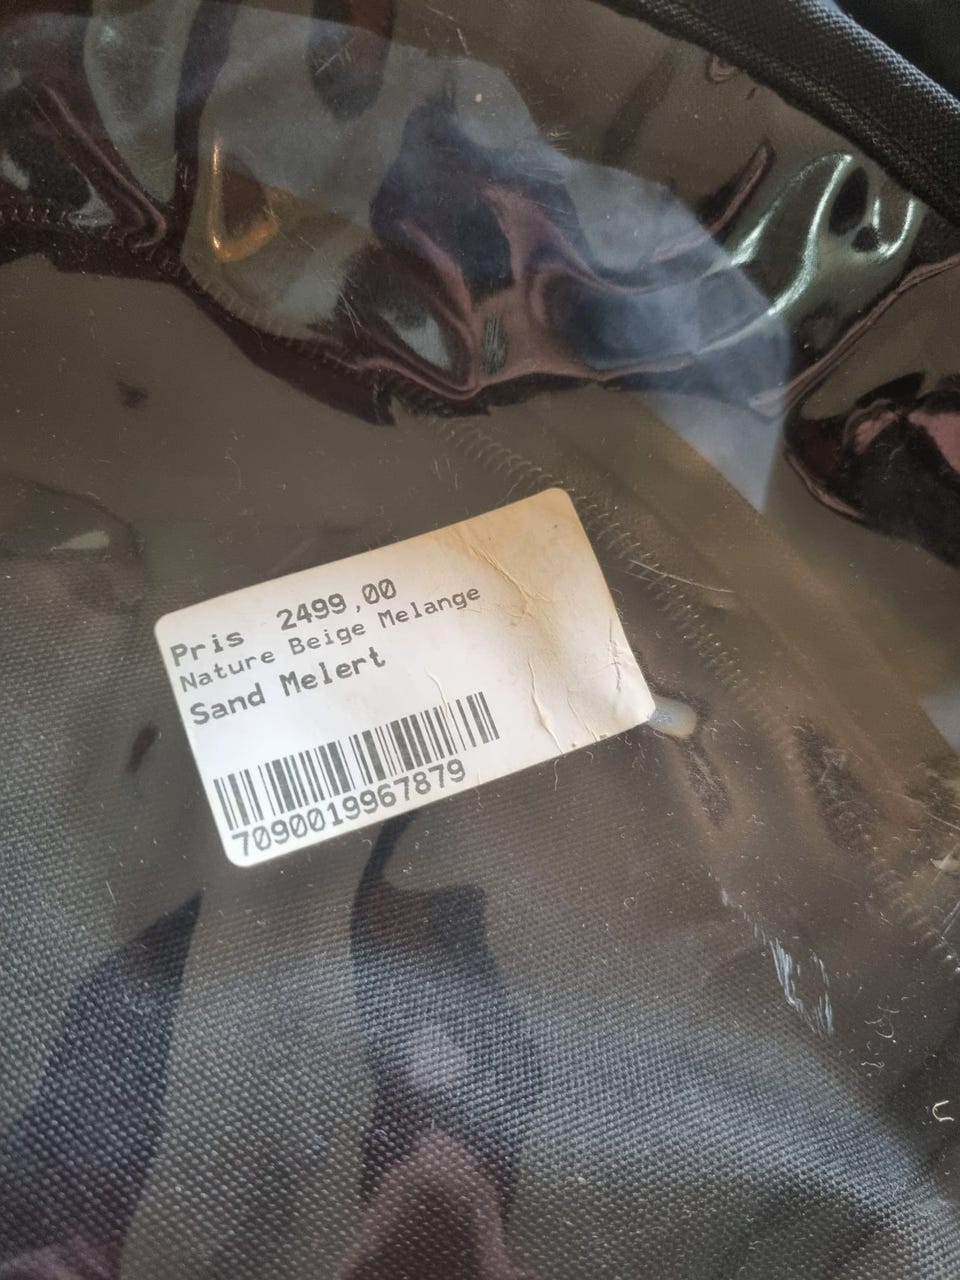 Pris 2499,00
Nature Beige Melange
Sand Melert
7090019967879